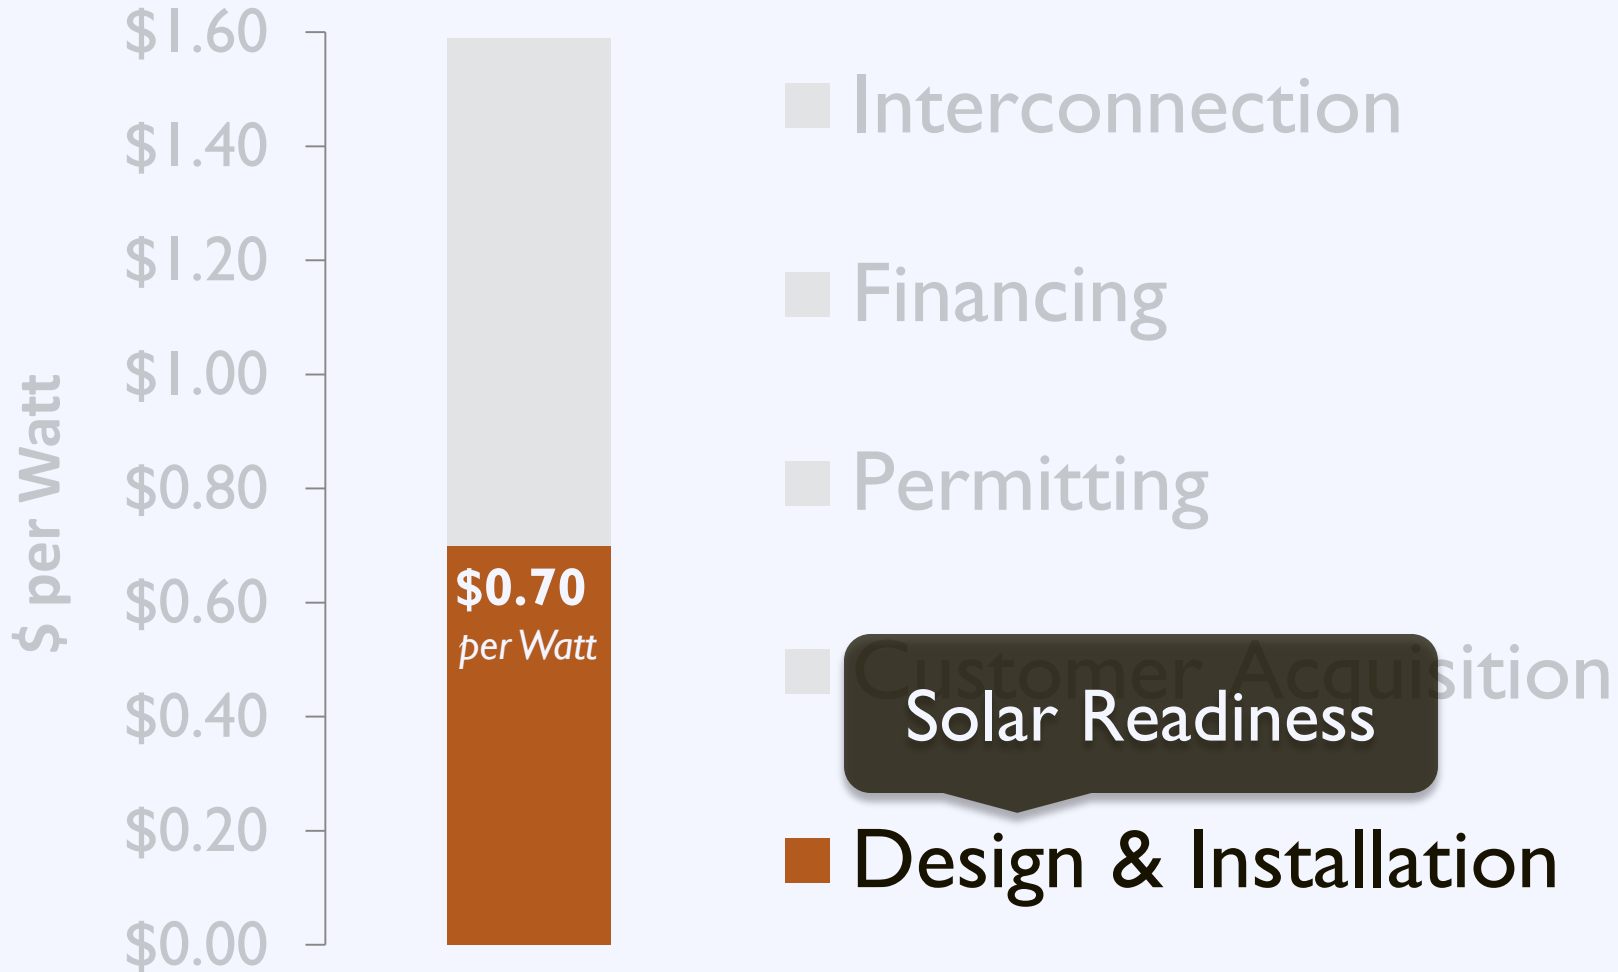 $ per Watt
$1.60
$1.40
$1.20
$1.00
$0.80
$0.60
$0.40
$0.20
$0.00
$0.70
per Watt
Interconnection
Financing
Permitting
Customer Acquisition
Solar Readiness
Design & Installation